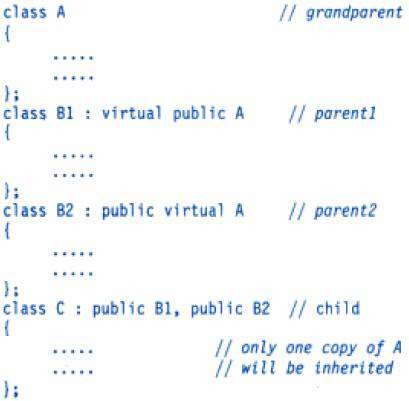 class A // grandparent
{
.....
.....
};
class B1 : virtual public A // parent1
{
.....
.....
};
class B2 : public virtual A // parent2
{
.....
.....
};
class C : public B1, public B2 // child
{
..... // only one copy of A
..... // will be inherited
};